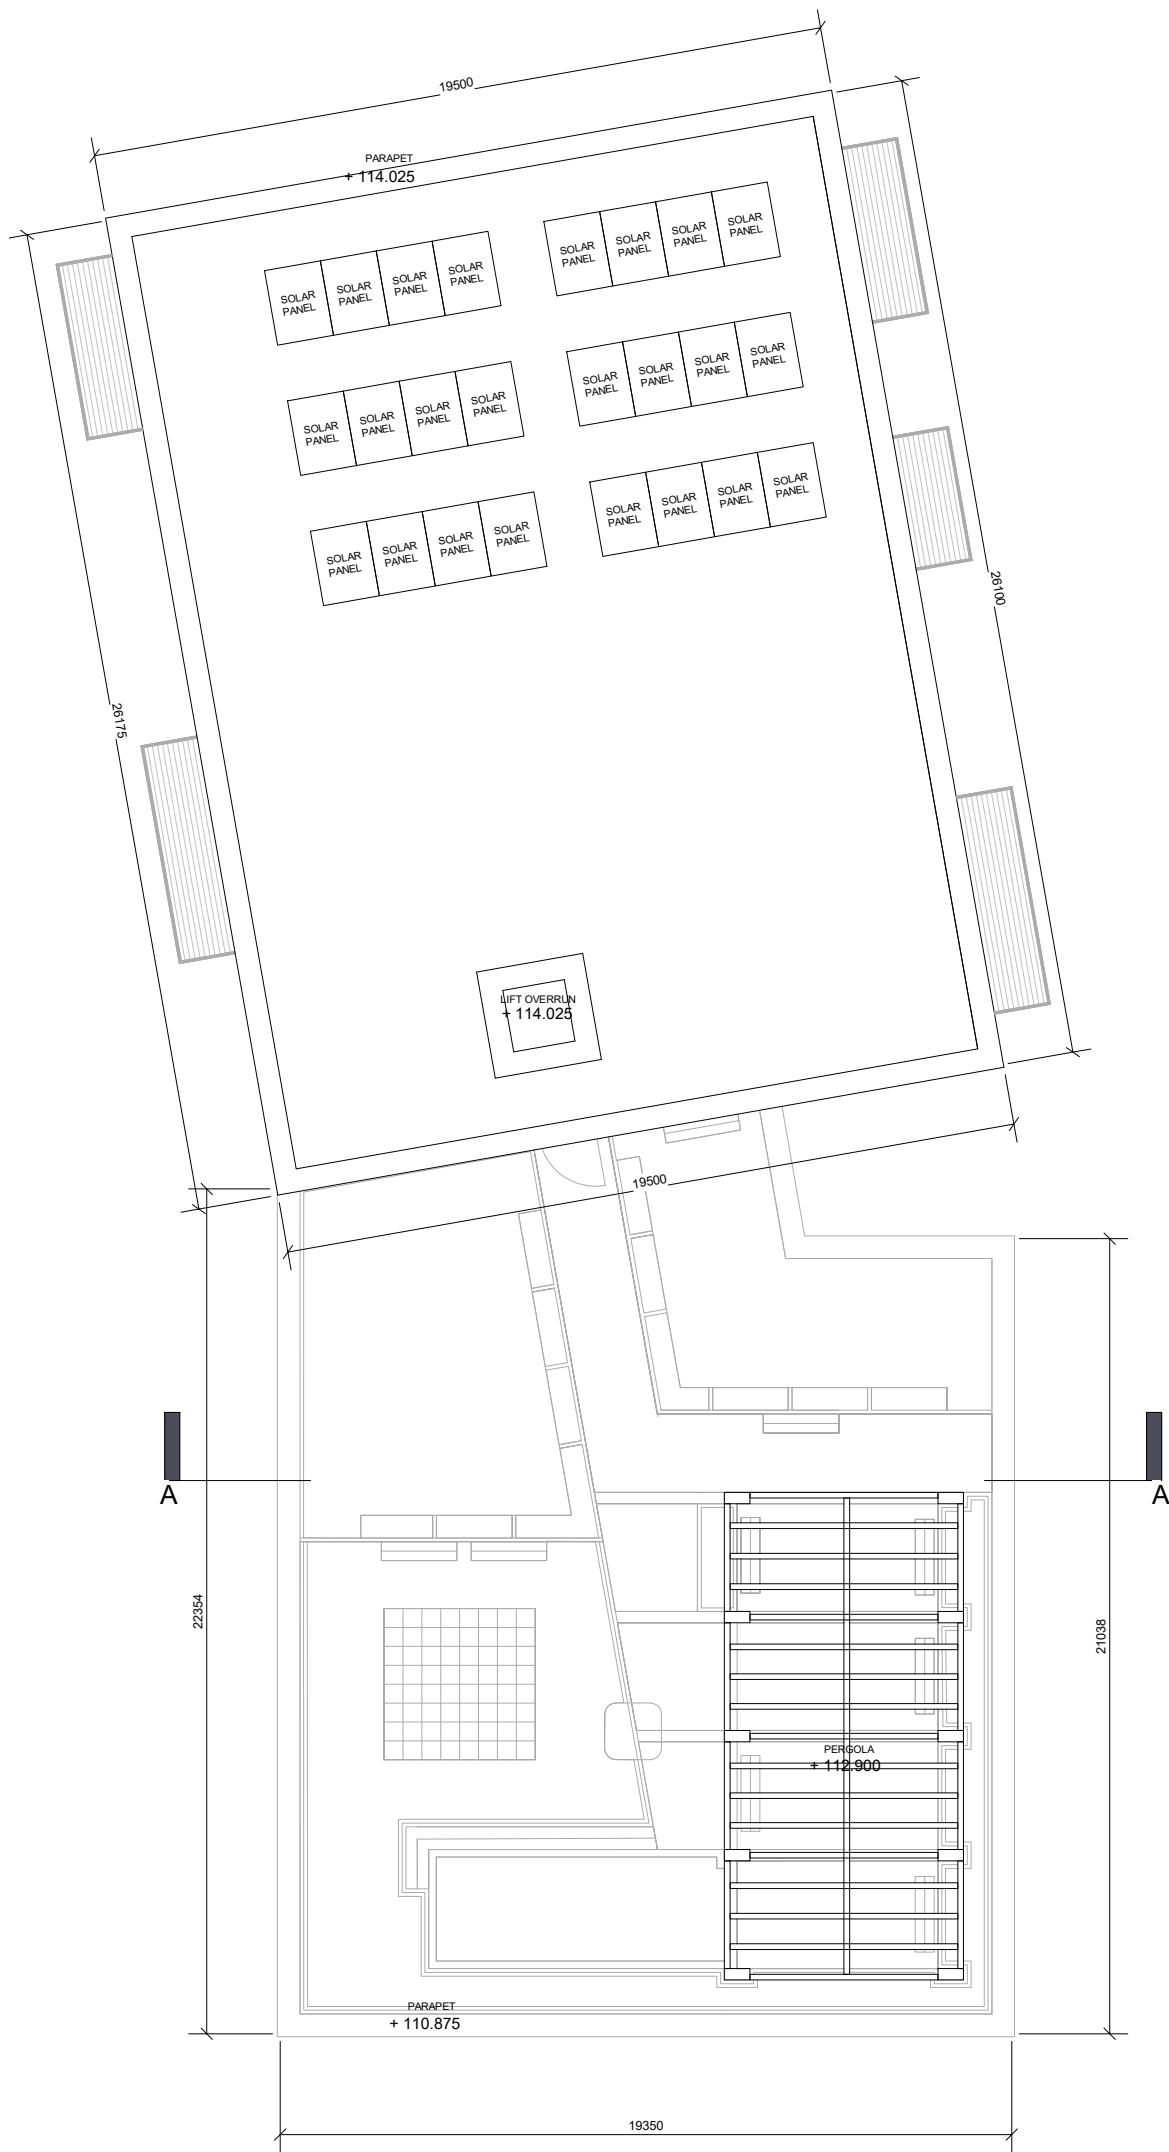 19500
PARAPET
+ 114.025
SOLAR
PANEL
SOLAR
PANEL
SOLAR
PANEL
SOLAR
PANEL
SOLAR
PANEL
SOLAR
PANEL
SOLAR
PANEL
SOLAR
PANEL
SOLAR
PANEL
SOLAR
PANEL
SOLAR
PANEL
SOLAR
PANEL
SOLAR
PANEL
SOLAR
PANEL
SOLAR
PANEL
SOLAR
PANEL
SOLAR
PANEL
SOLAR
PANEL
SOLAR
PANEL
SOLAR
PANEL
SOLAR
PANEL
SOLAR
PANEL
SOLAR
PANEL
SOLAR
PANEL
26100
26175
LIFT OVERRUN
+ 114.025
19500
A
A
22354
21038
PERGOLA
+ 112.900
PARAPET
+ 110.875
19350